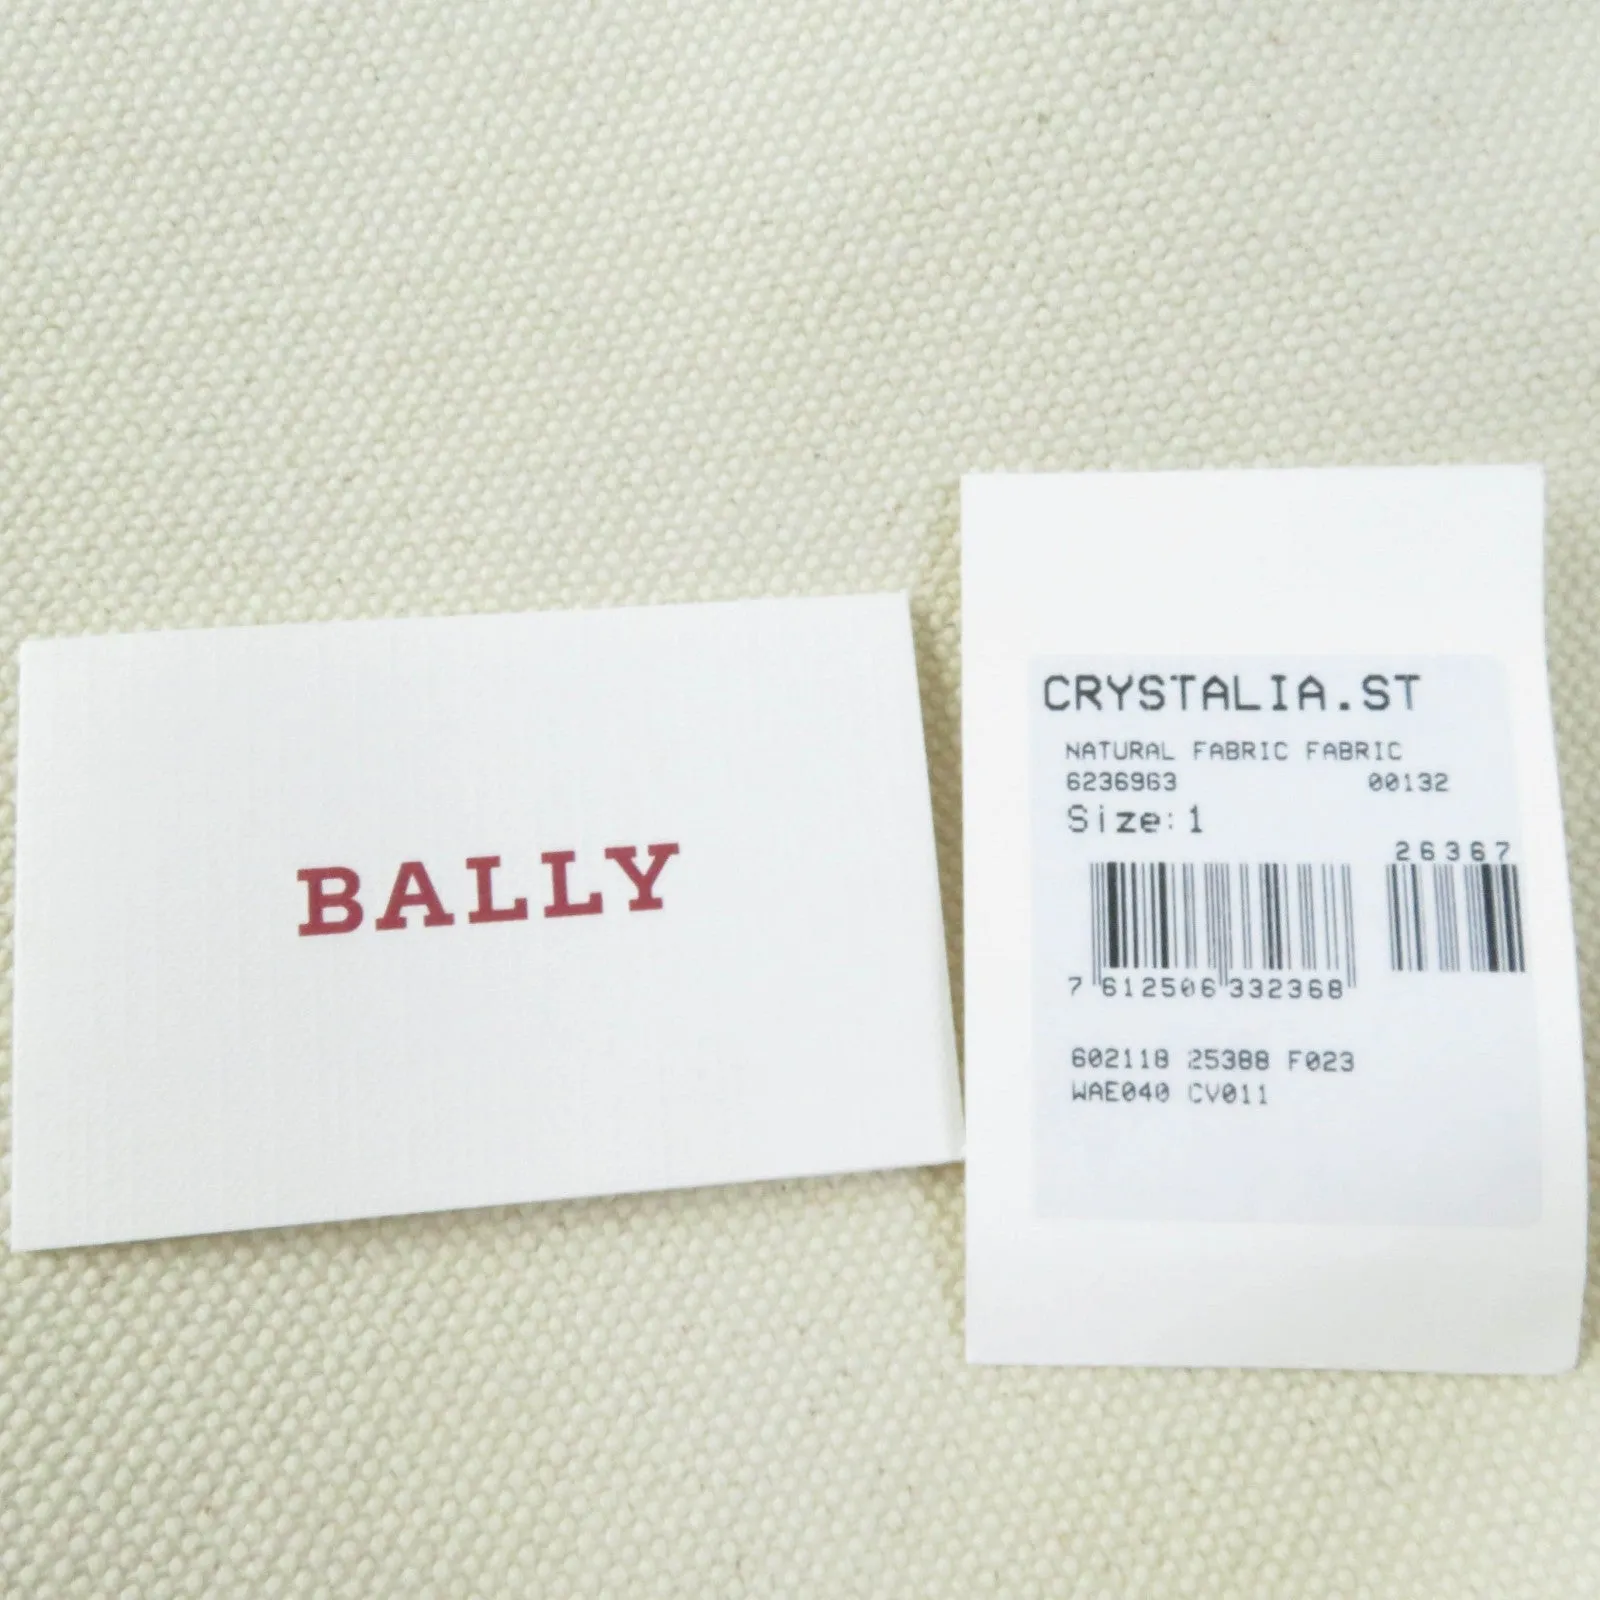 BALLY
CRYSTALIA.ST
NATURAL FABRIC FABRIC
6236963 00132
Size:1
26367
7 612506 332368
602118 25388 F023
WAE040 CV011